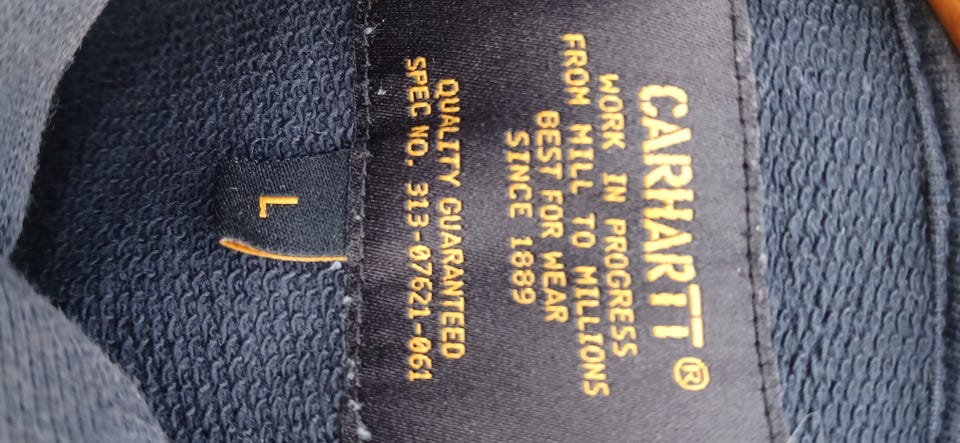 CARHARTT®
WORK IN PROGRESS
FROM MILL TO MILLIONS
BEST FOR WEAR
SINCE 1889
QUALITY GUARANTEED
SPEC NO. 313-07621-061
L